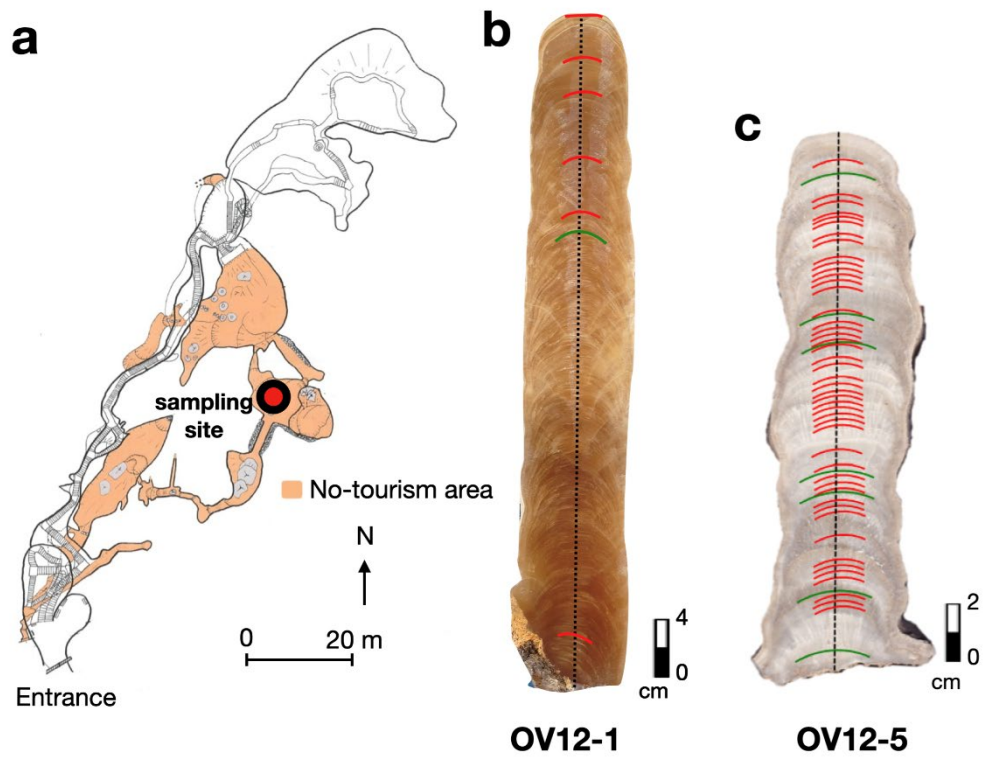 a
b
c
sampling
site
No-tourism area
N
0 20 m
Entrance
4
0
cm
2
0
cm
OV12-1
OV12-5